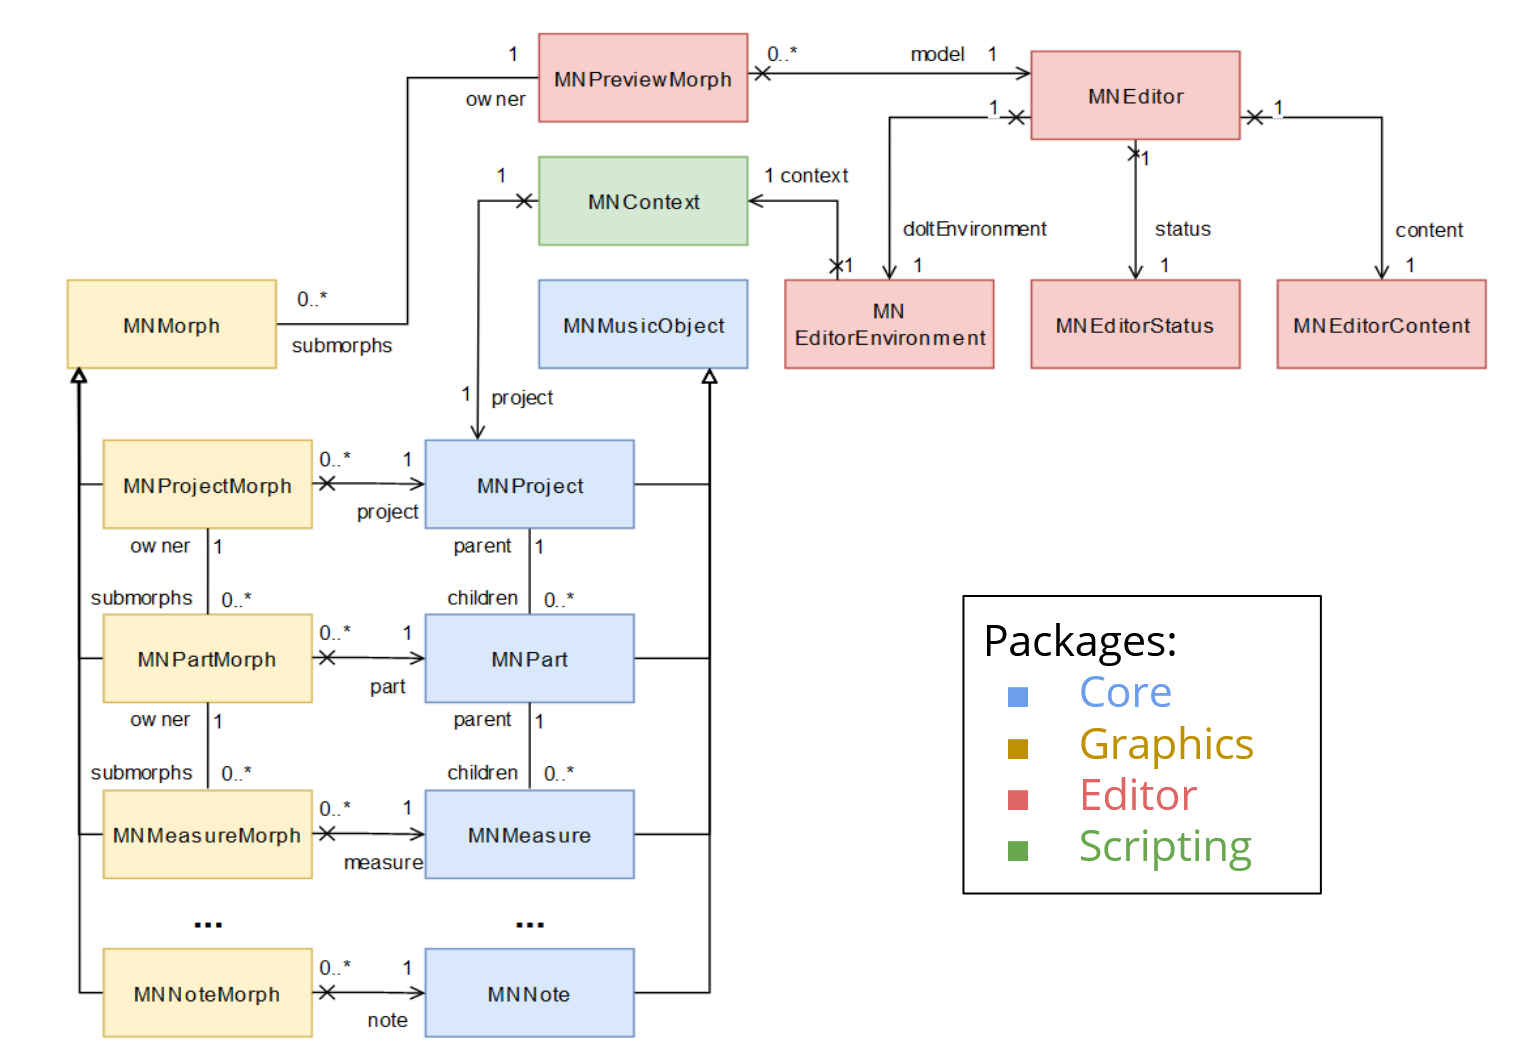 1
MNPreviewMorph
owner
0..*
model 1
MNEditor
1
1
1
1
MNContext
1 context
doItEnvironment
status
content
1
1
1
1
0..*
MNMorph
submorphs
MNMusicObject
MN
EditorEnvironment
MNEditorStatus
MNEditorContent
1 project
MNProjectMorph
0..* 1
project
MNProject
owner 1
parent 1
submorphs 0..*
children 0..*
MNPartMorph
0..* 1
part
MNPart
owner 1
parent 1
submorphs 0..*
children 0..*
MNMeasureMorph
0..* 1
measure
MNMeasure
...
...
MNNoteMorph
0..* 1
note
MNNote
Packages:
Core
Graphics
Editor
Scripting